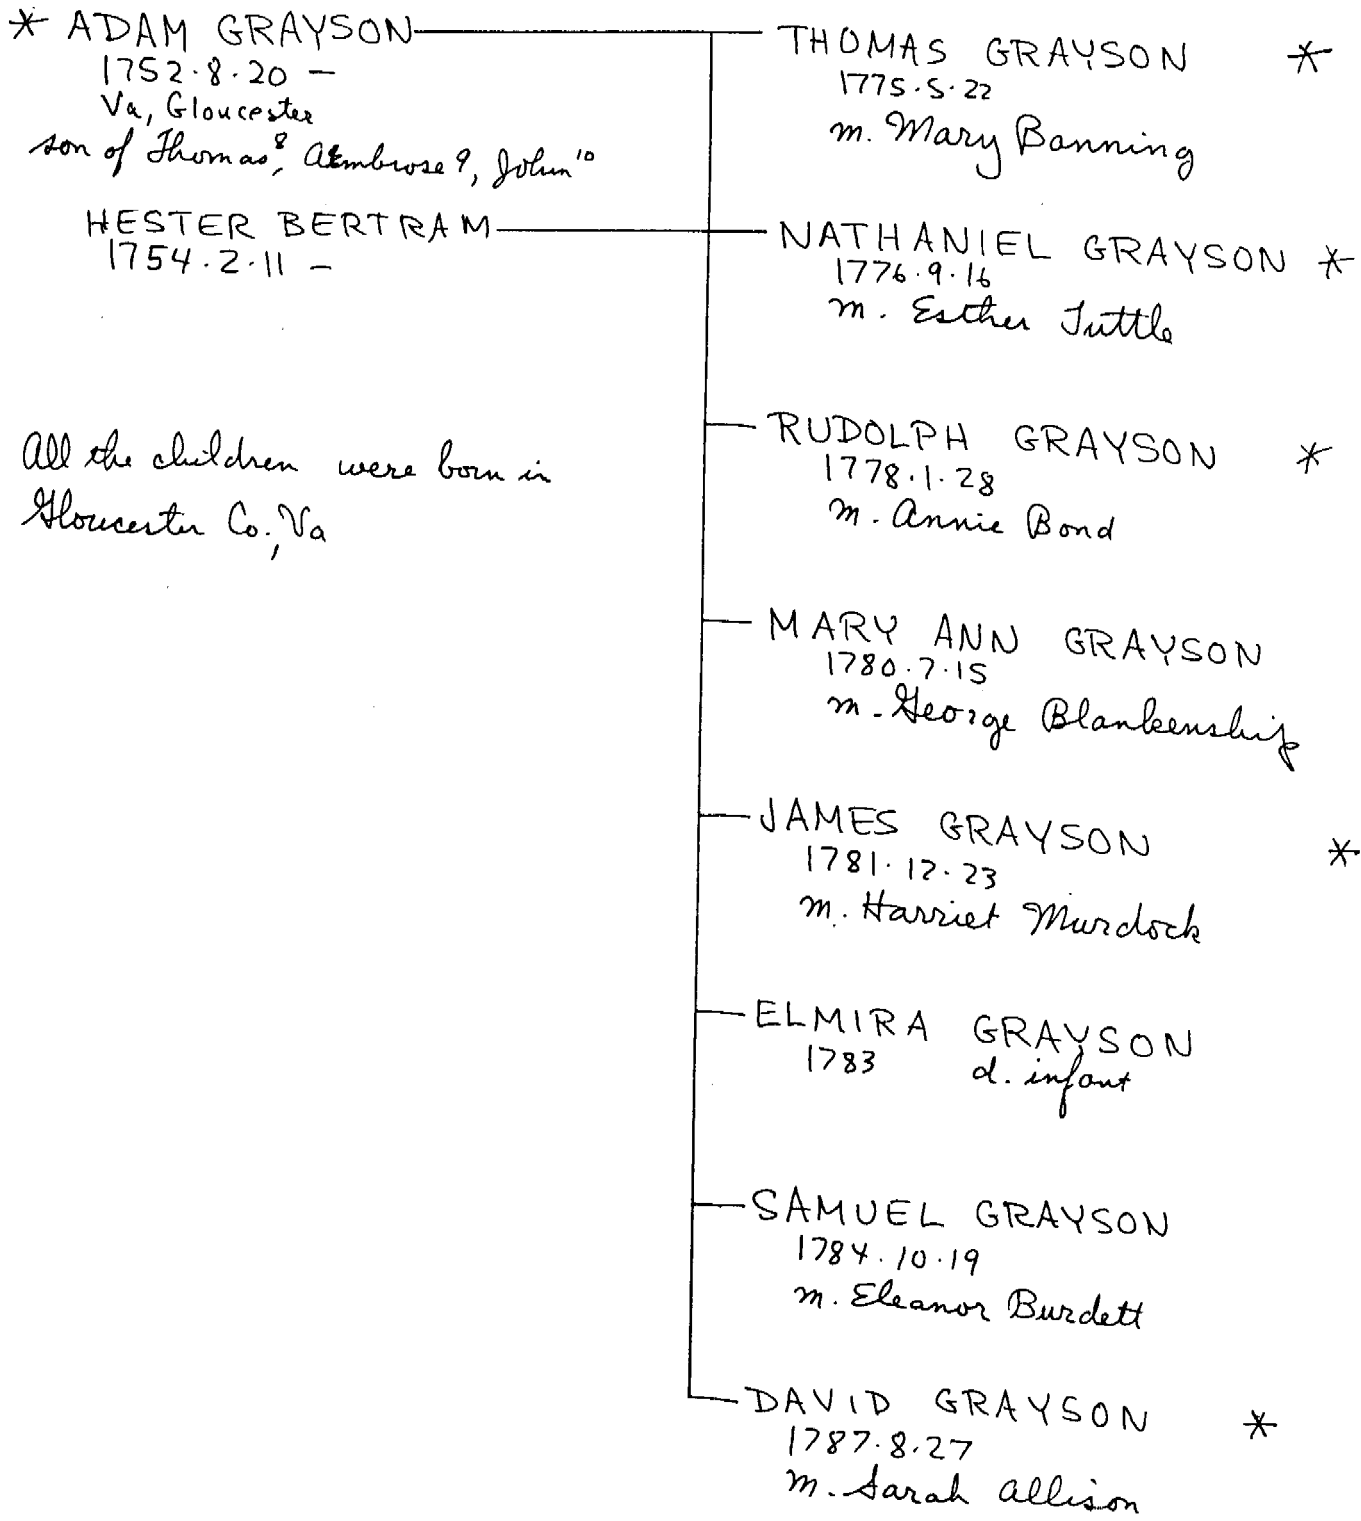 * ADAM GRAYSON
1752.8.20 –
Va, Gloucester
son of Thomas⁸, Ambrose⁹, John¹⁰
HESTER BERTRAM
1754.2.11 –
All the children were born in
Gloucester Co., Va
THOMAS GRAYSON *
1775.5.22
m. Mary Banning
NATHANIEL GRAYSON *
1776.9.16
m. Esther Tuttle
RUDOLPH GRAYSON *
1778.1.28
m. Annie Bond
MARY ANN GRAYSON
1780.7.15
m. George Blankenship
JAMES GRAYSON *
1781.12.23
m. Harriet Murdock
ELMIRA GRAYSON
1783 d. infant
SAMUEL GRAYSON
1784.10.19
m. Eleanor Burdett
DAVID GRAYSON *
1787.8.27
m. Sarah Allison